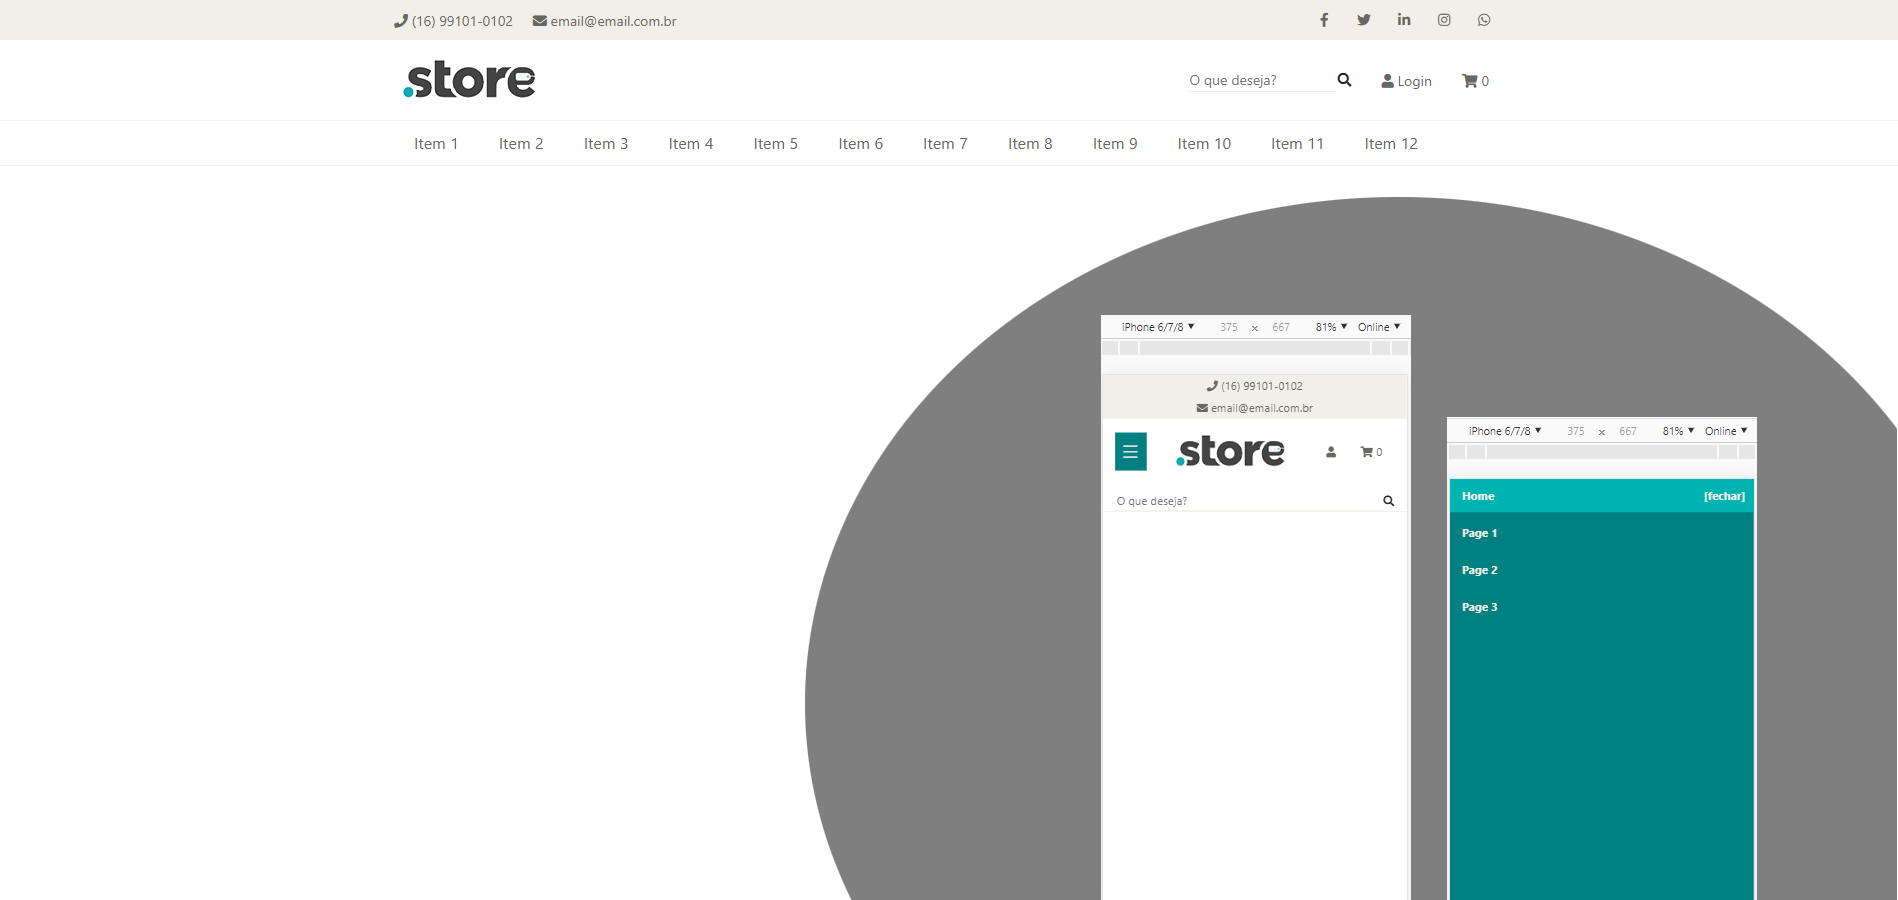 (16) 99101-0102 email@email.com.br
.store O que deseja? Login 0
Item 1 Item 2 Item 3 Item 4 Item 5 Item 6 Item 7 Item 8 Item 9 Item 10 Item 11 Item 12
iPhone 6/7/8 ▼ 375 x 667 81% ▼ Online ▼
(16) 99101-0102
email@email.com.br
.store 0
O que deseja?
iPhone 6/7/8 ▼ 375 x 667 81% ▼ Online ▼
Home [fechar]
Page 1
Page 2
Page 3